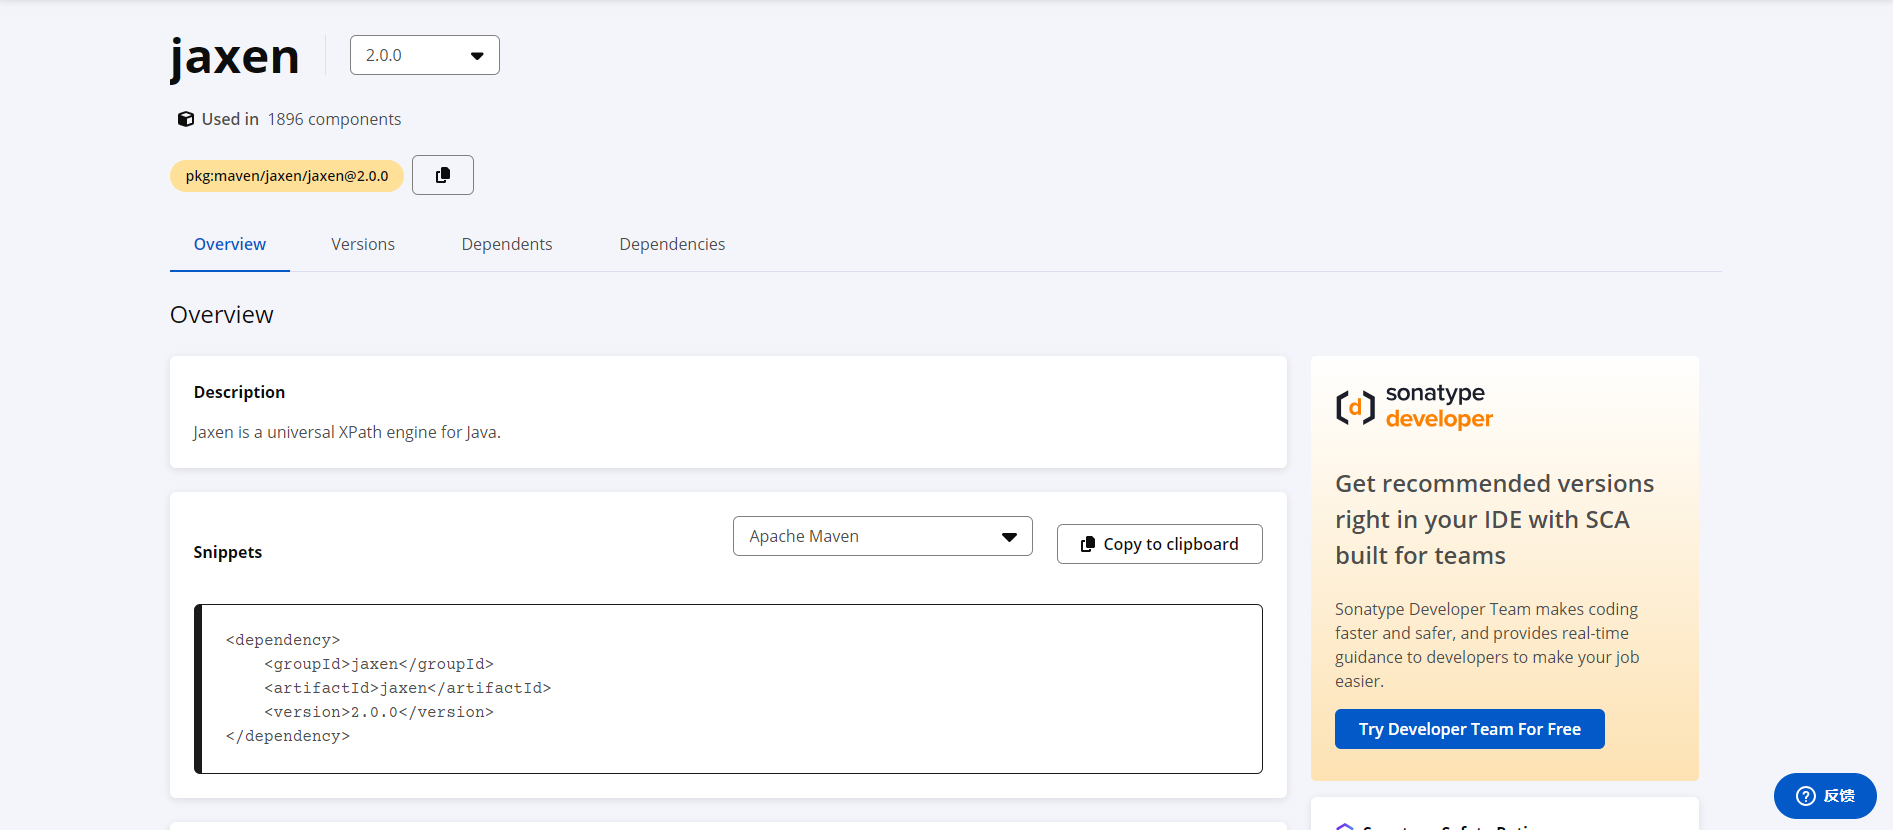 jaxen
2.0.0
Used in 1896 components
pkg:maven/jaxen/jaxen@2.0.0
Overview
Versions
Dependents
Dependencies
Overview
Description
Jaxen is a universal XPath engine for Java.
Snippets
Apache Maven
Copy to clipboard
<dependency>
    <groupId>jaxen</groupId>
    <artifactId>jaxen</artifactId>
    <version>2.0.0</version>
</dependency>
sonatype
developer
Get recommended versions
right in your IDE with SCA
built for teams
Sonatype Developer Team makes coding
faster and safer, and provides real-time
guidance to developers to make your job
easier.
Try Developer Team For Free
反馈